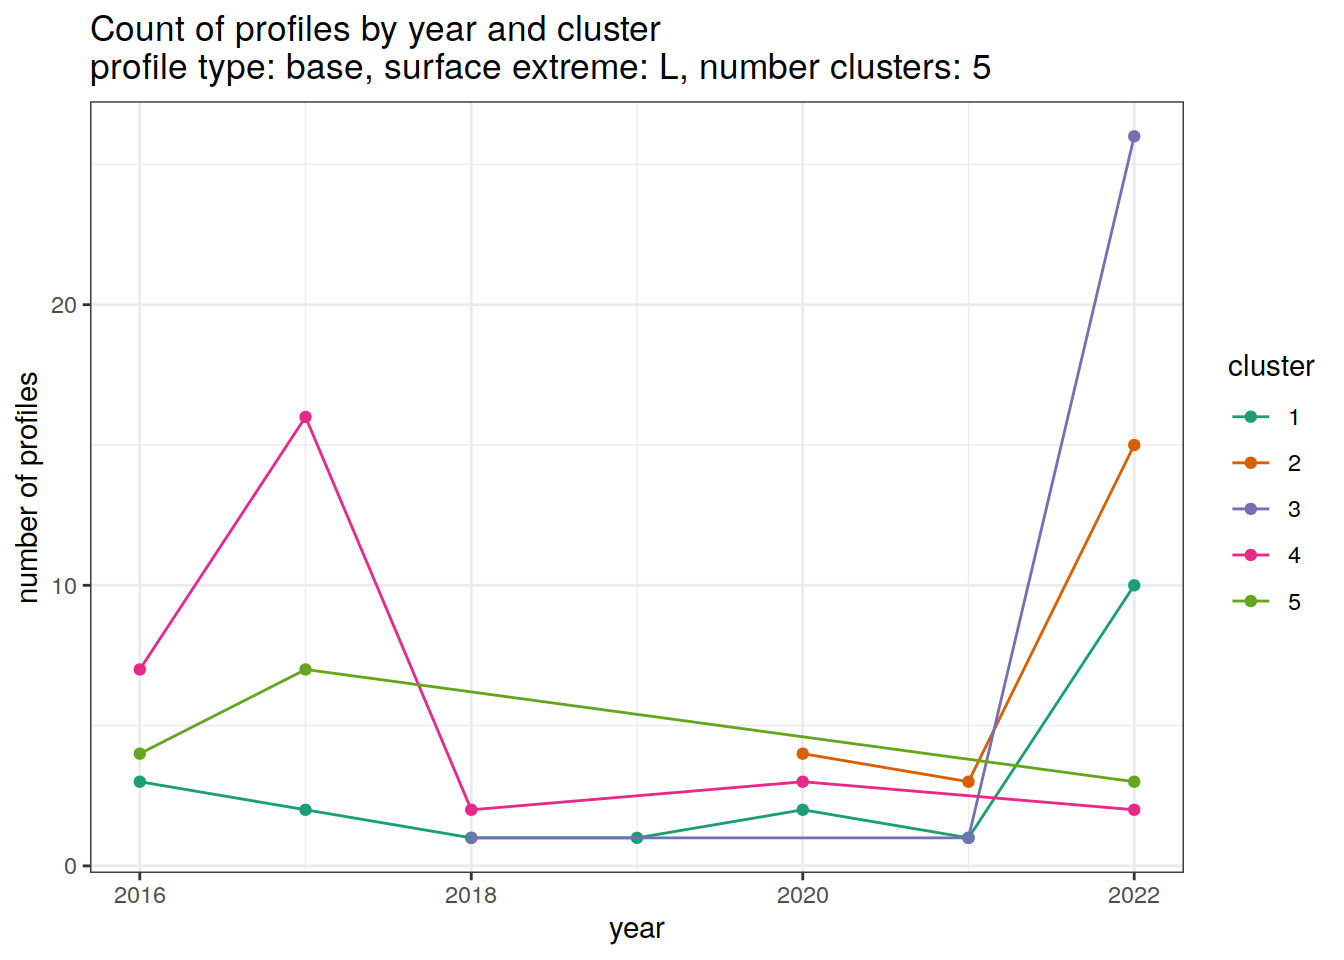 Count of profiles by year and cluster
profile type: base, surface extreme: L, number clusters: 5
number of profiles
20
10
0
2016
2018
2020
2022
year
cluster
1
2
3
4
5